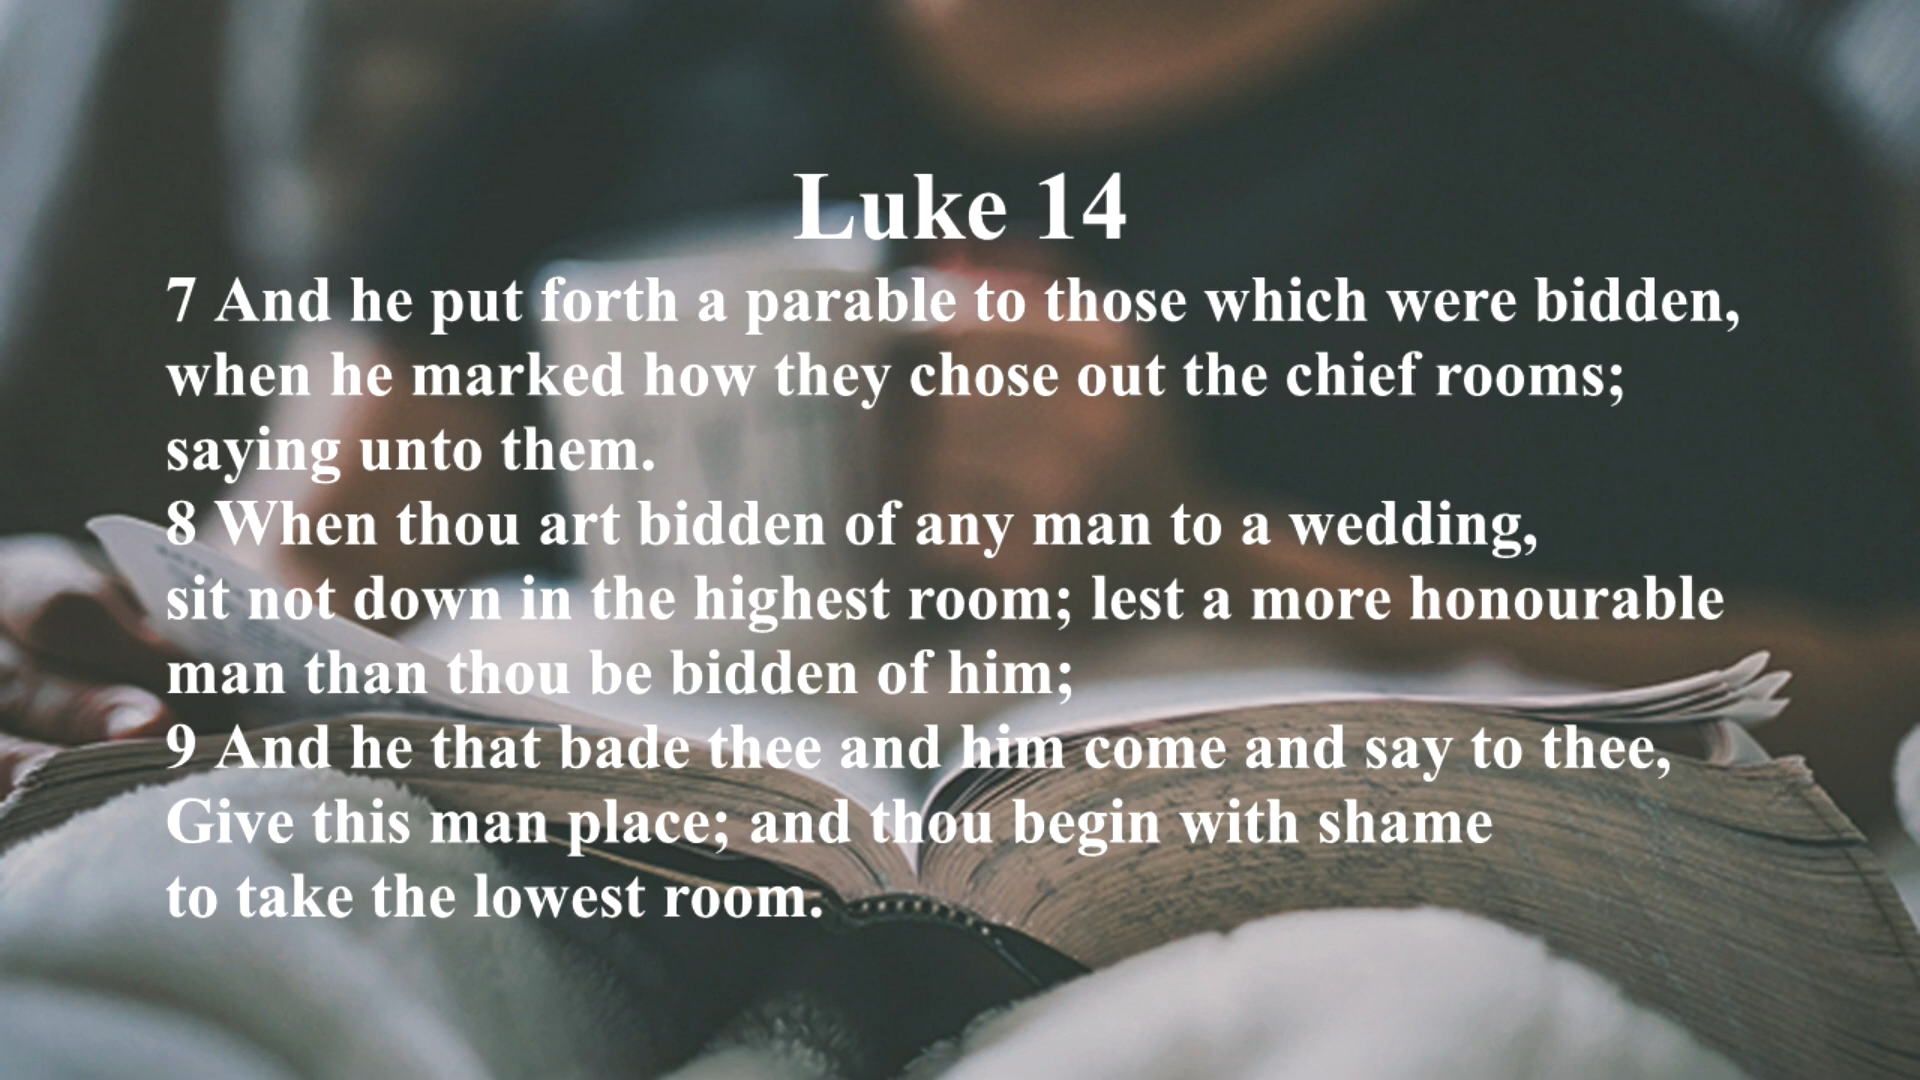 Luke 14
7 And he put forth a parable to those which were bidden,
when he marked how they chose out the chief rooms;
saying unto them.
8 When thou art bidden of any man to a wedding,
sit not down in the highest room; lest a more honourable
man than thou be bidden of him;
9 And he that bade thee and him come and say to thee,
Give this man place; and thou begin with shame
to take the lowest room.